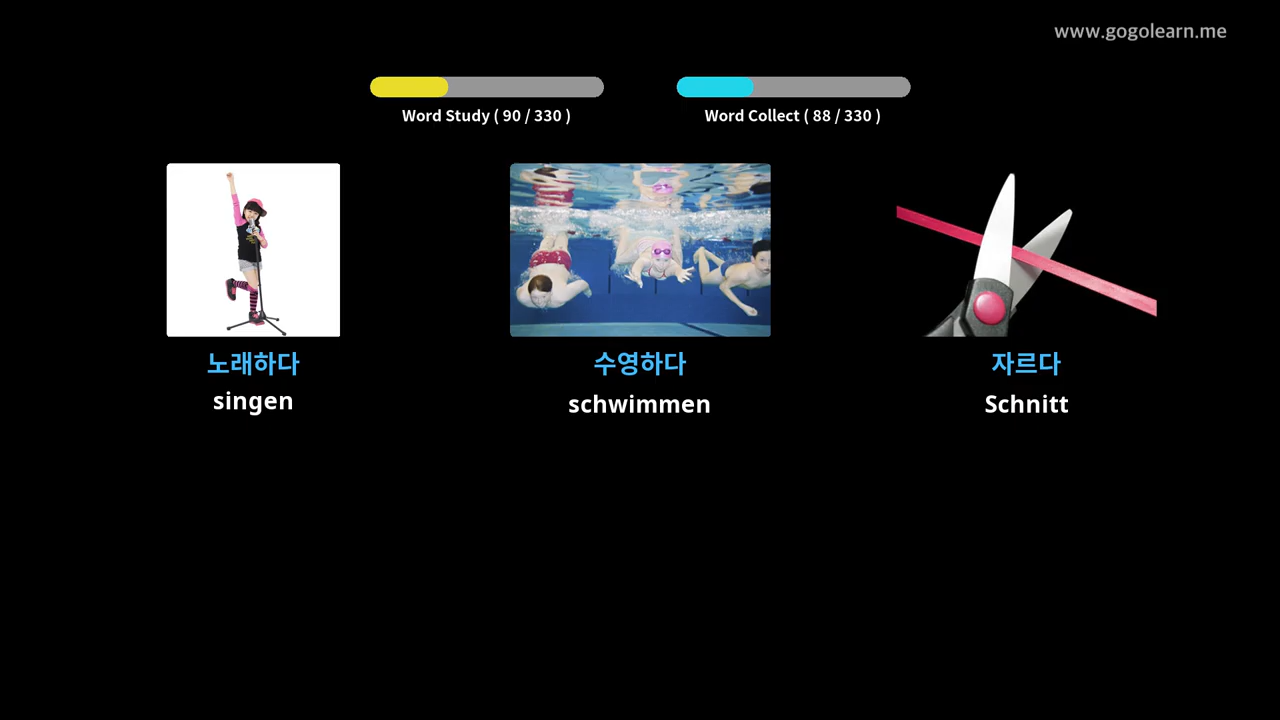 www.gogolearn.me
Word Study ( 90 / 330 )
Word Collect ( 88 / 330 )
노래하다
singen
수영하다
schwimmen
자르다
Schnitt